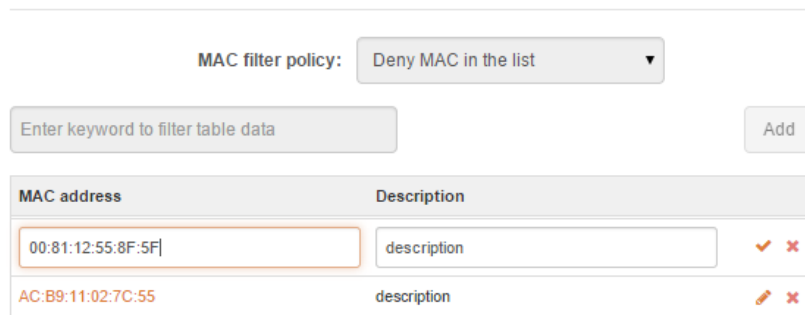 MAC filter policy: Deny MAC in the list
Enter keyword to filter table data Add
MAC address Description
00:81:12:55:8F:5F description
AC:B9:11:02:7C:55 description